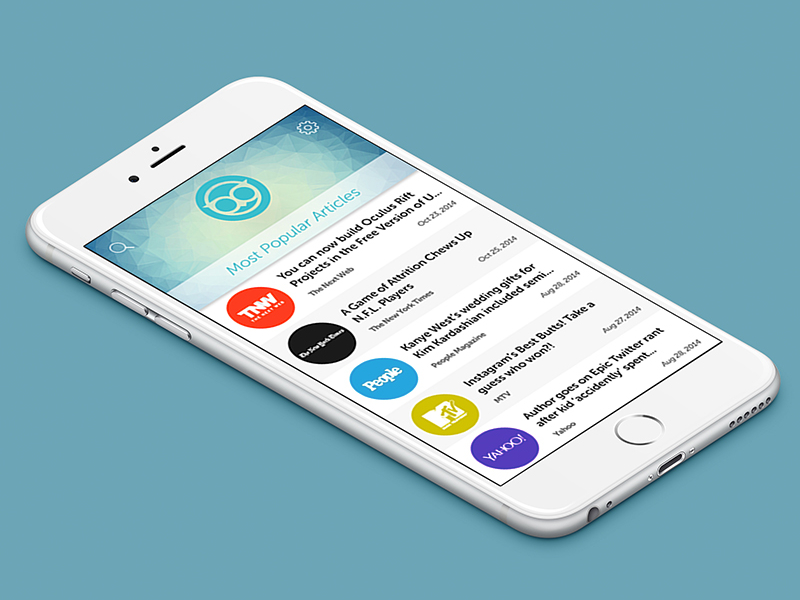 Most Popular Articles
TNW
THE NEXT WEB
You can now build Oculus Rift
Projects in the Free Version of U...
The Next Web
Oct 23, 2014
The New York Times
A Game of Attrition Chews Up
N.F.L. Players
The New York Times
Oct 25, 2014
People
Kanye West's wedding gifts for
Kim Kardashian included semi...
People Magazine
Aug 28, 2014
MTV
Instagram's Best Butts! Take a
guess who won?!
MTV
Aug 27, 2014
YAHOO!
Author goes on Epic Twitter rant
after kid 'accidently' spent...
Yahoo
Aug 28, 2014